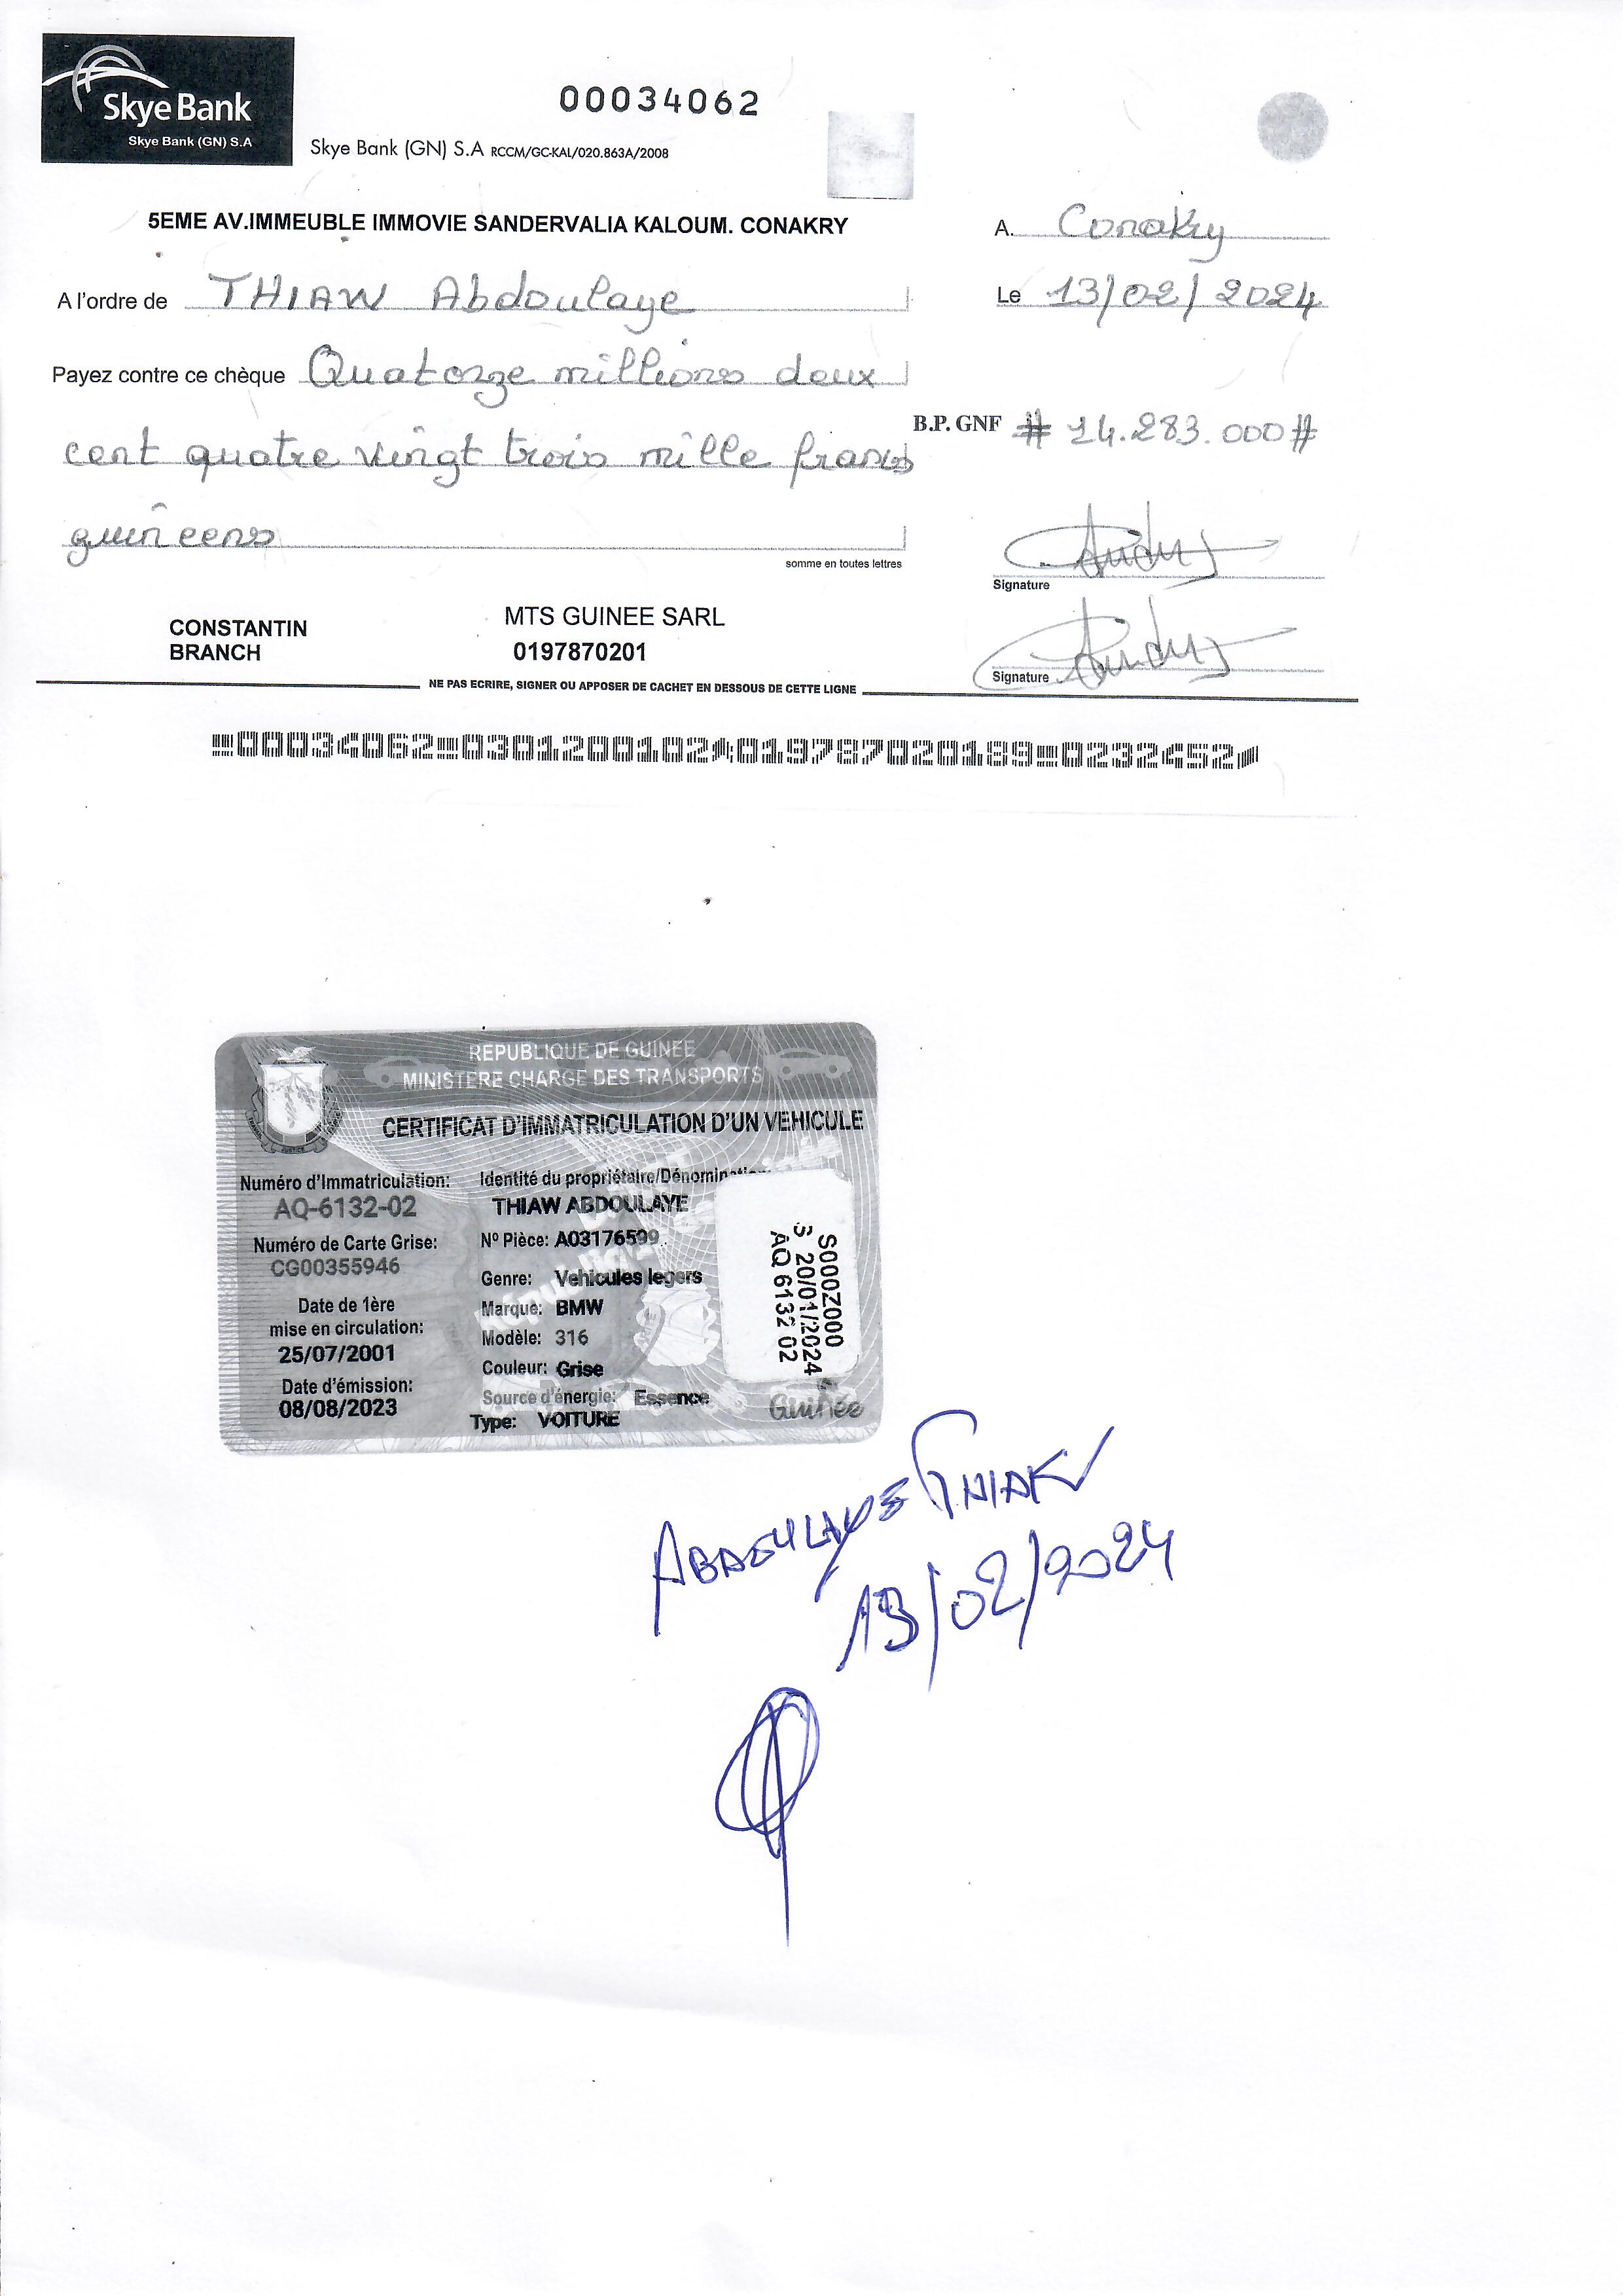 Skye Bank
Skye Bank (GN) S.A
00034062
Skye Bank (GN) S.A RCCM/GC-KAL/020.863A/2008
5EME AV.IMMEUBLE IMMOVIE SANDERVALIA KALOUM. CONAKRY
A. Conakry
A l'ordre de THIAW Abdoulaye
Le 13/02/2024
Payez contre ce chèque Quatorze millions deux
B.P. GNF # 14.283.000 #
cent quatre vingt trois mille francs
guinéens
somme en toutes lettres
Signature
CONSTANTIN
BRANCH
MTS GUINEE SARL
0197870201
Signature
NE PAS ECRIRE, SIGNER OU APPOSER DE CACHET EN DESSOUS DE CETTE LIGNE
⑈00034062⑈03012001024019787020189⑈0232452
REPUBLIQUE DE GUINEE
MINISTERE CHARGE DES TRANSPORTS
CERTIFICAT D'IMMATRICULATION D'UN VEHICULE
Numéro d'Immatriculation:
AQ-6132-02
Numéro de Carte Grise:
CG00355946
Date de 1ère
mise en circulation:
25/07/2001
Date d'émission:
08/08/2023
Identité du propriétaire/Dénomination
THIAW ABDOULAYE
N° Pièce: A03176599
Genre: Vehicules legers
Marque: BMW
Modèle: 316
Couleur: Grise
Source d'énergie: Essence
Type: VOITURE
S000Z000
S 20/01/2024
AQ 6132 02
Guinée
ABDOULAYE THIAW
13/02/2024